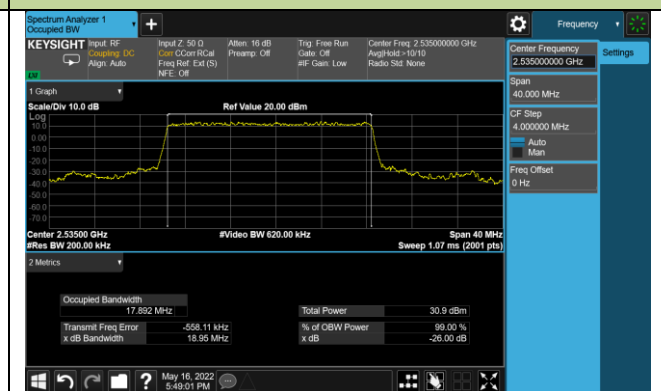 Spectrum Analyzer 1
Occupied BW
+
Frequency
KEYSIGHT
Input: RF
Coupling: DC
Align: Auto
Input Z: 50 Ω
Corr CCorr RCal
Freq Ref: Ext (S)
NFE: Off
Atten: 16 dB
Preamp: Off
Trig: Free Run
Gate: Off
#IF Gain: Low
Center Freq: 2.535000000 GHz
Avg|Hold:>10/10
Radio Std: None
Center Frequency
2.535000000 GHz
Settings
Span
40.000 MHz
CF Step
4.000000 MHz
Auto
Man
Freq Offset
0 Hz
1 Graph
Scale/Div 10.0 dB
Ref Value 20.00 dBm
Log
10.0
0.00
-10.0
-20.0
-30.0
-40.0
-50.0
-60.0
-70.0
Center 2.53500 GHz
#Video BW 620.00 kHz
Span 40 MHz
#Res BW 200.00 kHz
Sweep 1.07 ms (2001 pts)
2 Metrics
Occupied Bandwidth
17.892 MHz
Total Power
30.9 dBm
Transmit Freq Error
-558.11 kHz
% of OBW Power
99.00 %
x dB Bandwidth
18.95 MHz
x dB
-26.00 dB
?
May 16, 2022
5:49:01 PM